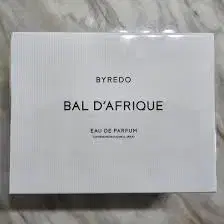 BYREDO
BAL D'AFRIQUE
EAU DE PARFUM